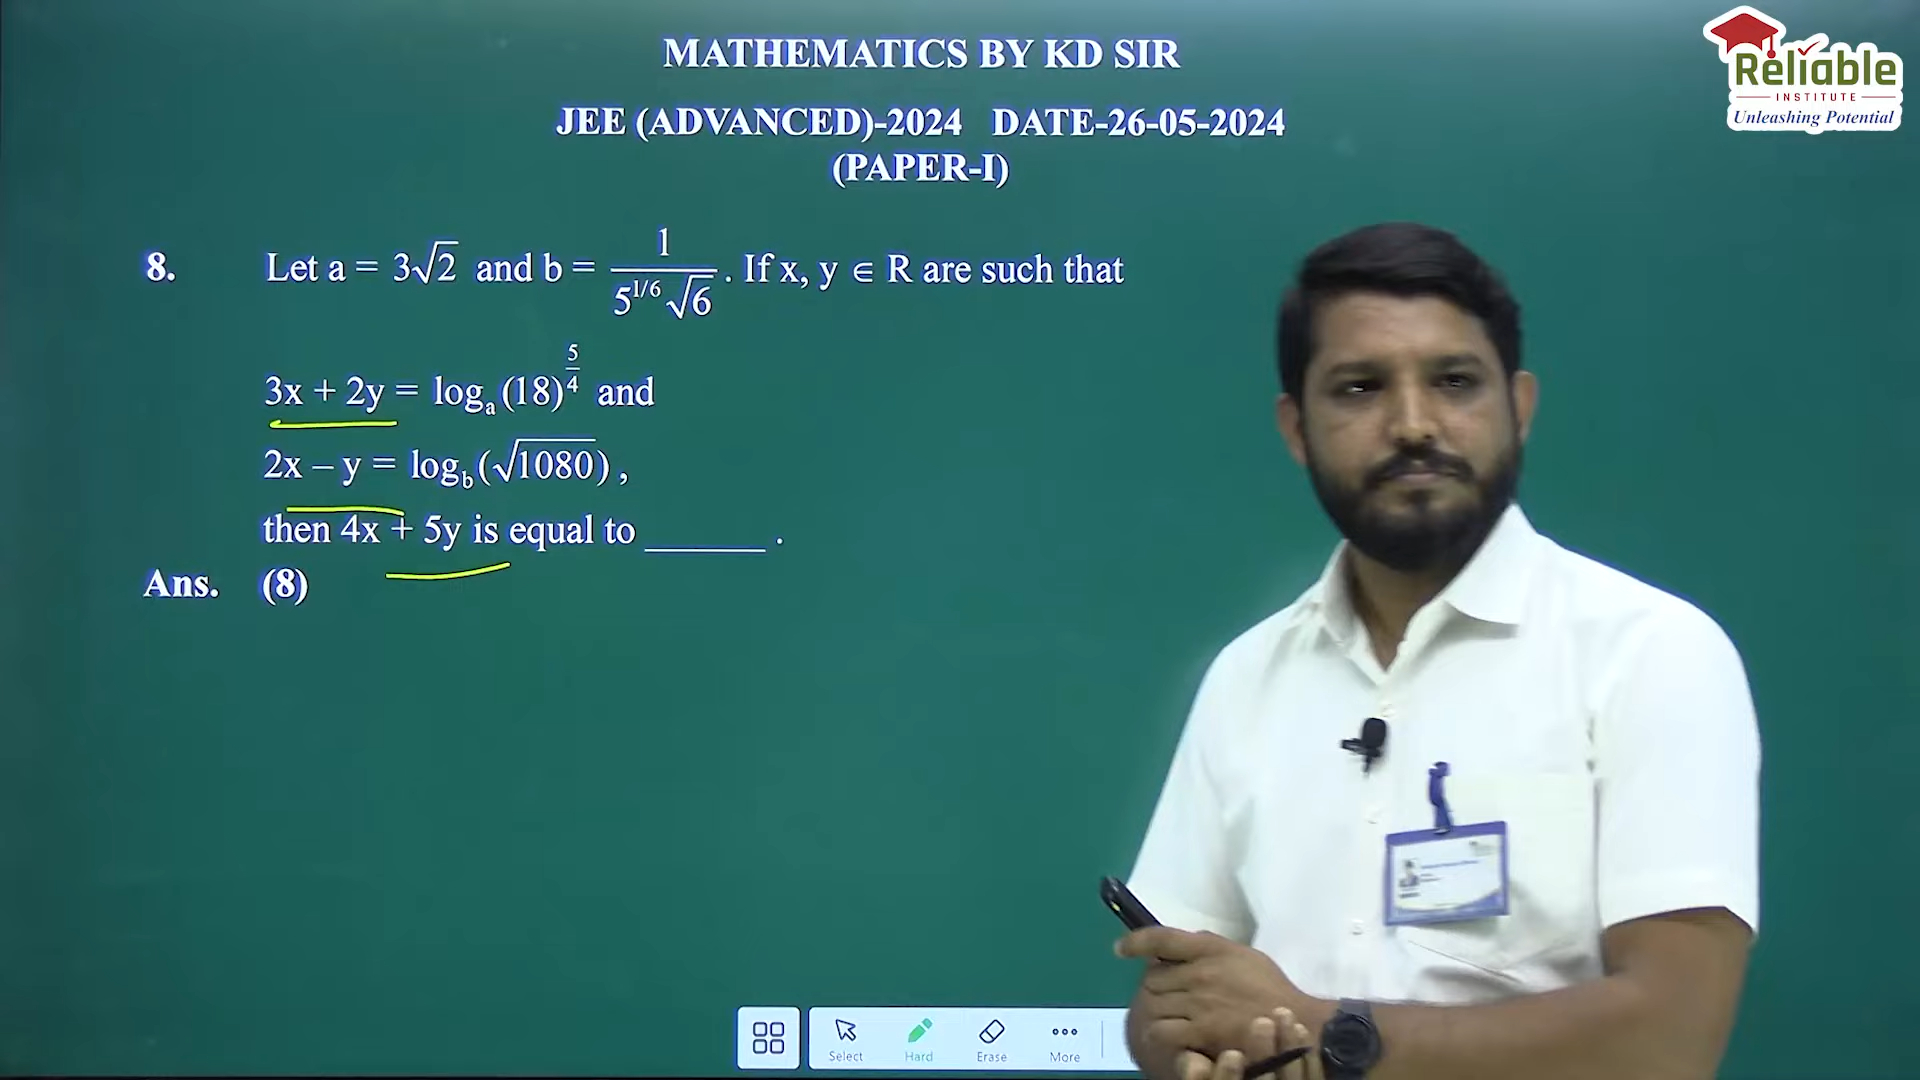 MATHEMATICS BY KD SIR
Reliable
INSTITUTE
Unleashing Potential
JEE (ADVANCED)-2024 DATE-26-05-2024
(PAPER-I)
8. Let a = 3√2 and b = 1/(5^(1/6) √6) . If x, y ∈ R are such that
3x + 2y = logₐ (18)^(5/4) and
2x – y = log_b (√1080) ,
then 4x + 5y is equal to ______ .
Ans. (8)
Select Hard Erase More